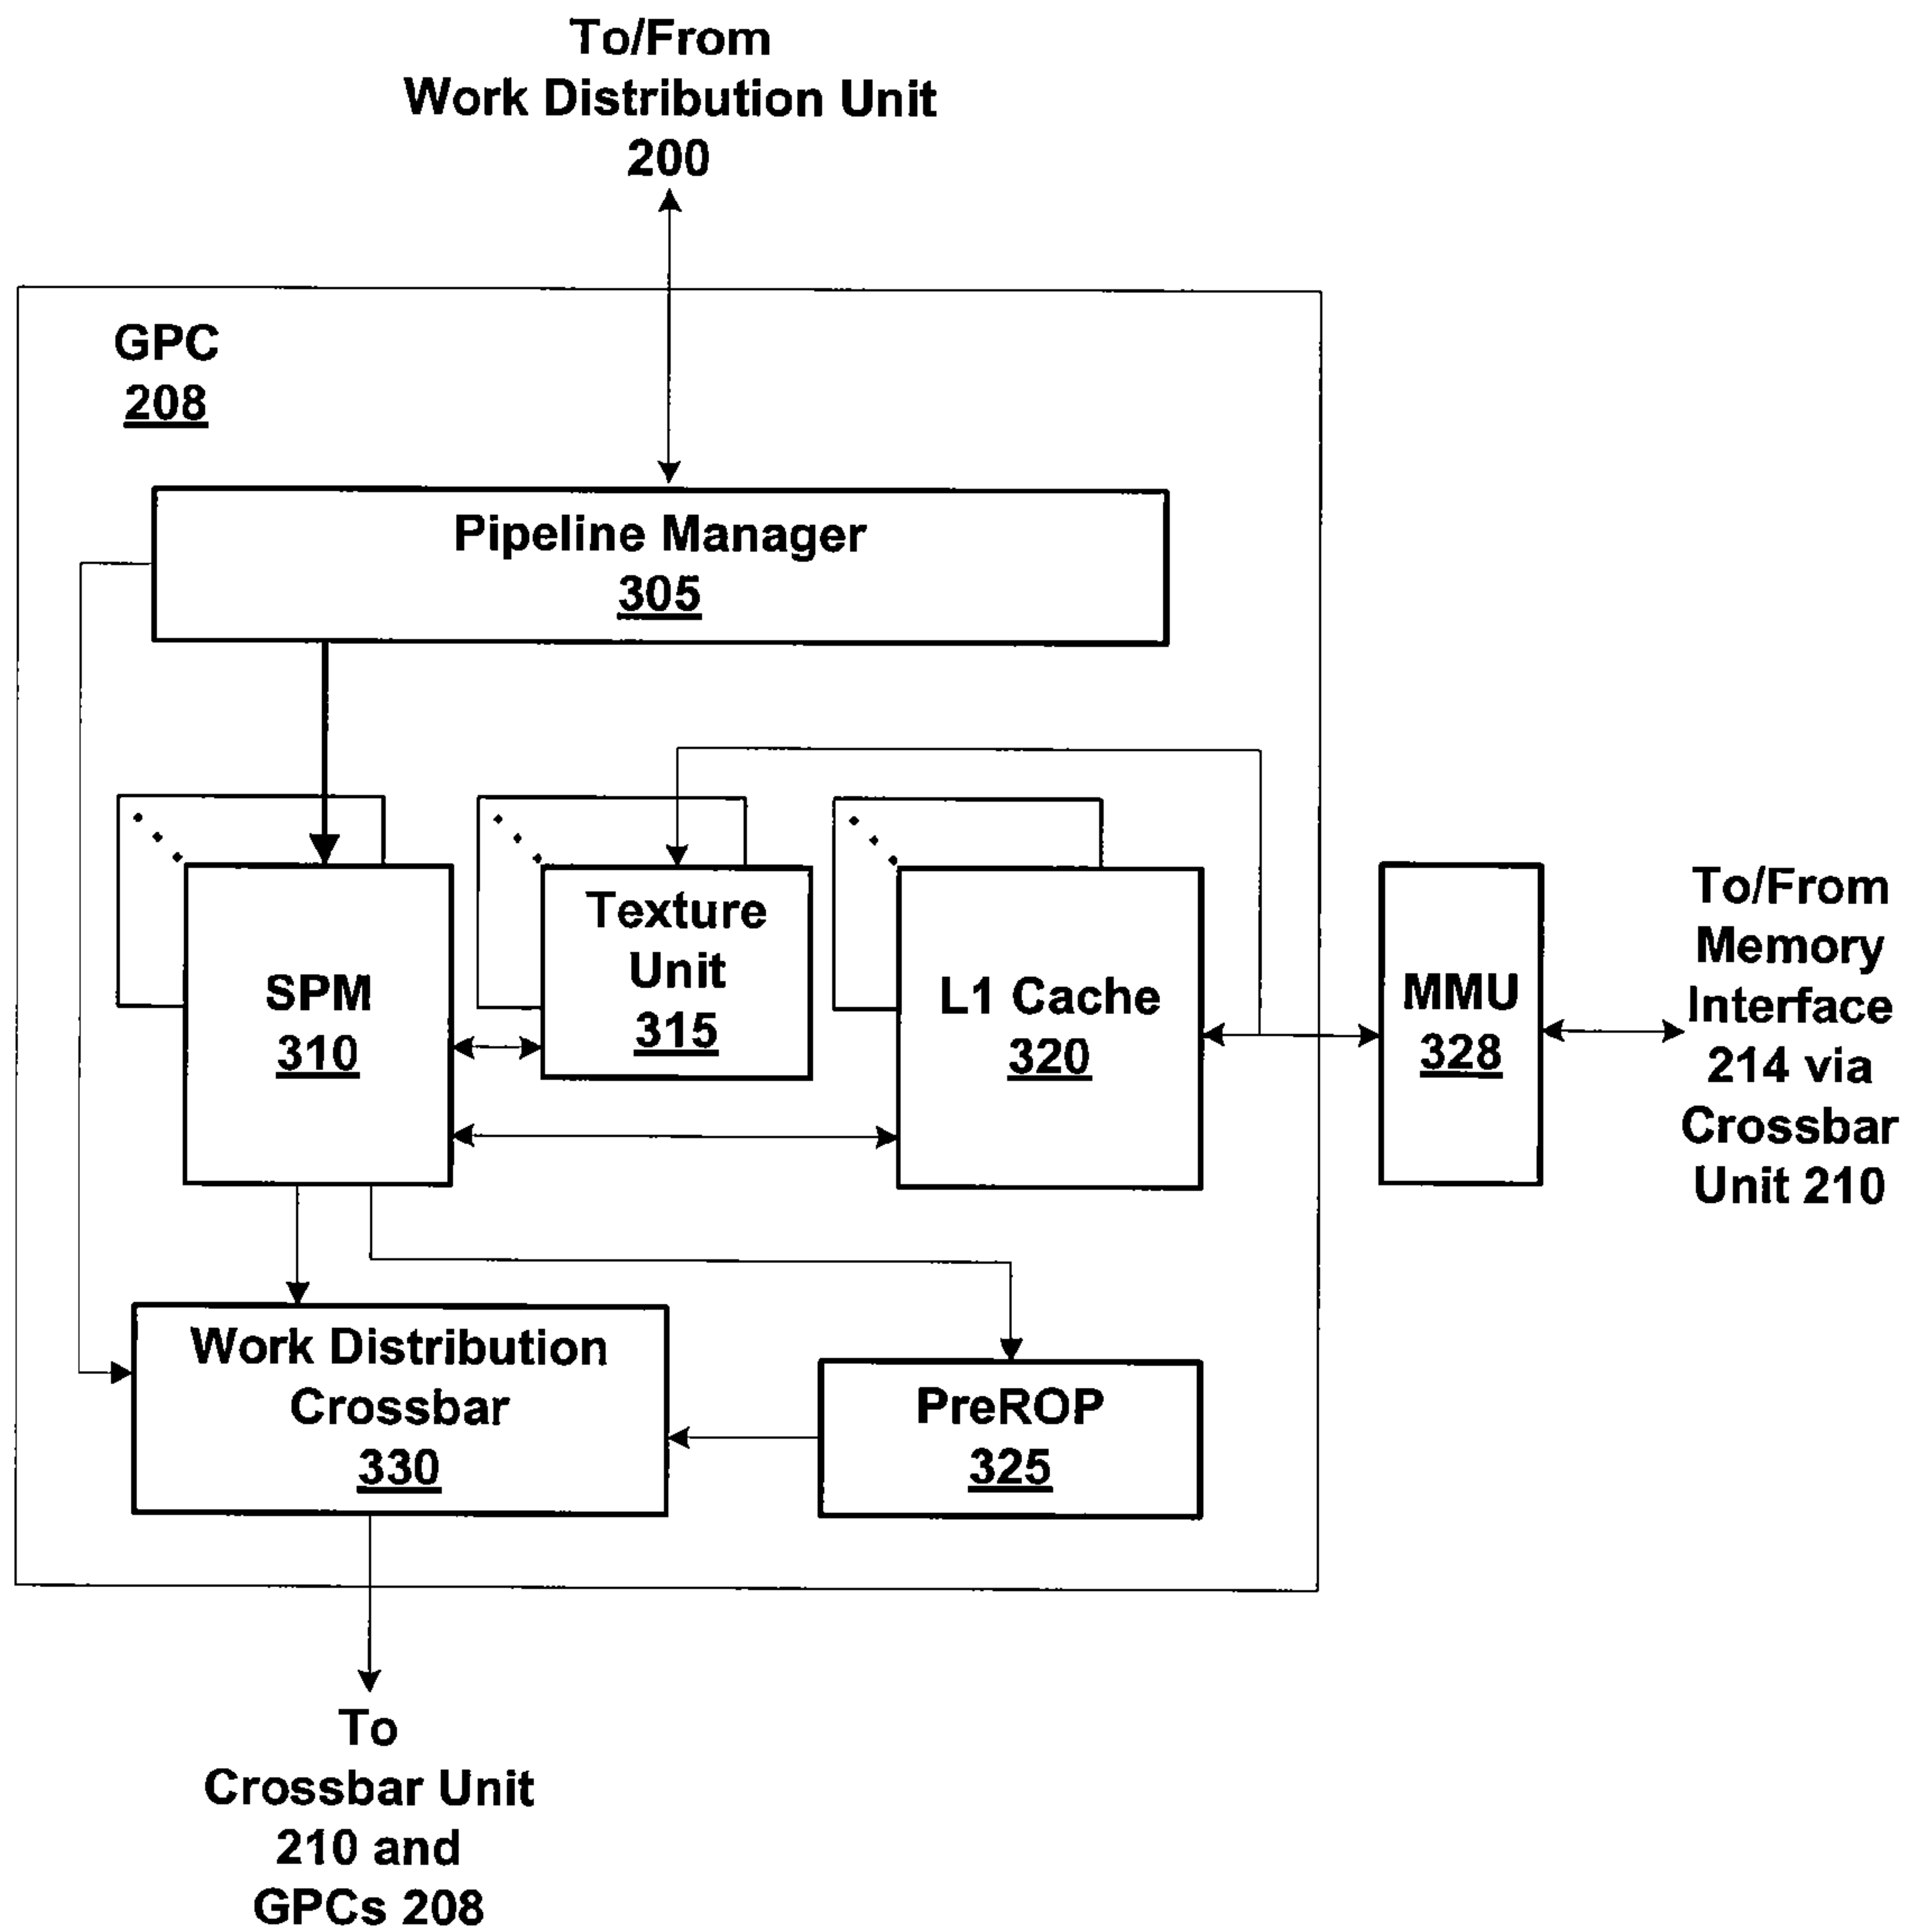 To/From
Work Distribution Unit
200
GPC
208
Pipeline Manager
305
SPM
310
Texture
Unit
315
L1 Cache
320
MMU
328
To/From
Memory
Interface
214 via
Crossbar
Unit 210
Work Distribution
Crossbar
330
PreROP
325
To
Crossbar Unit
210 and
GPCs 208